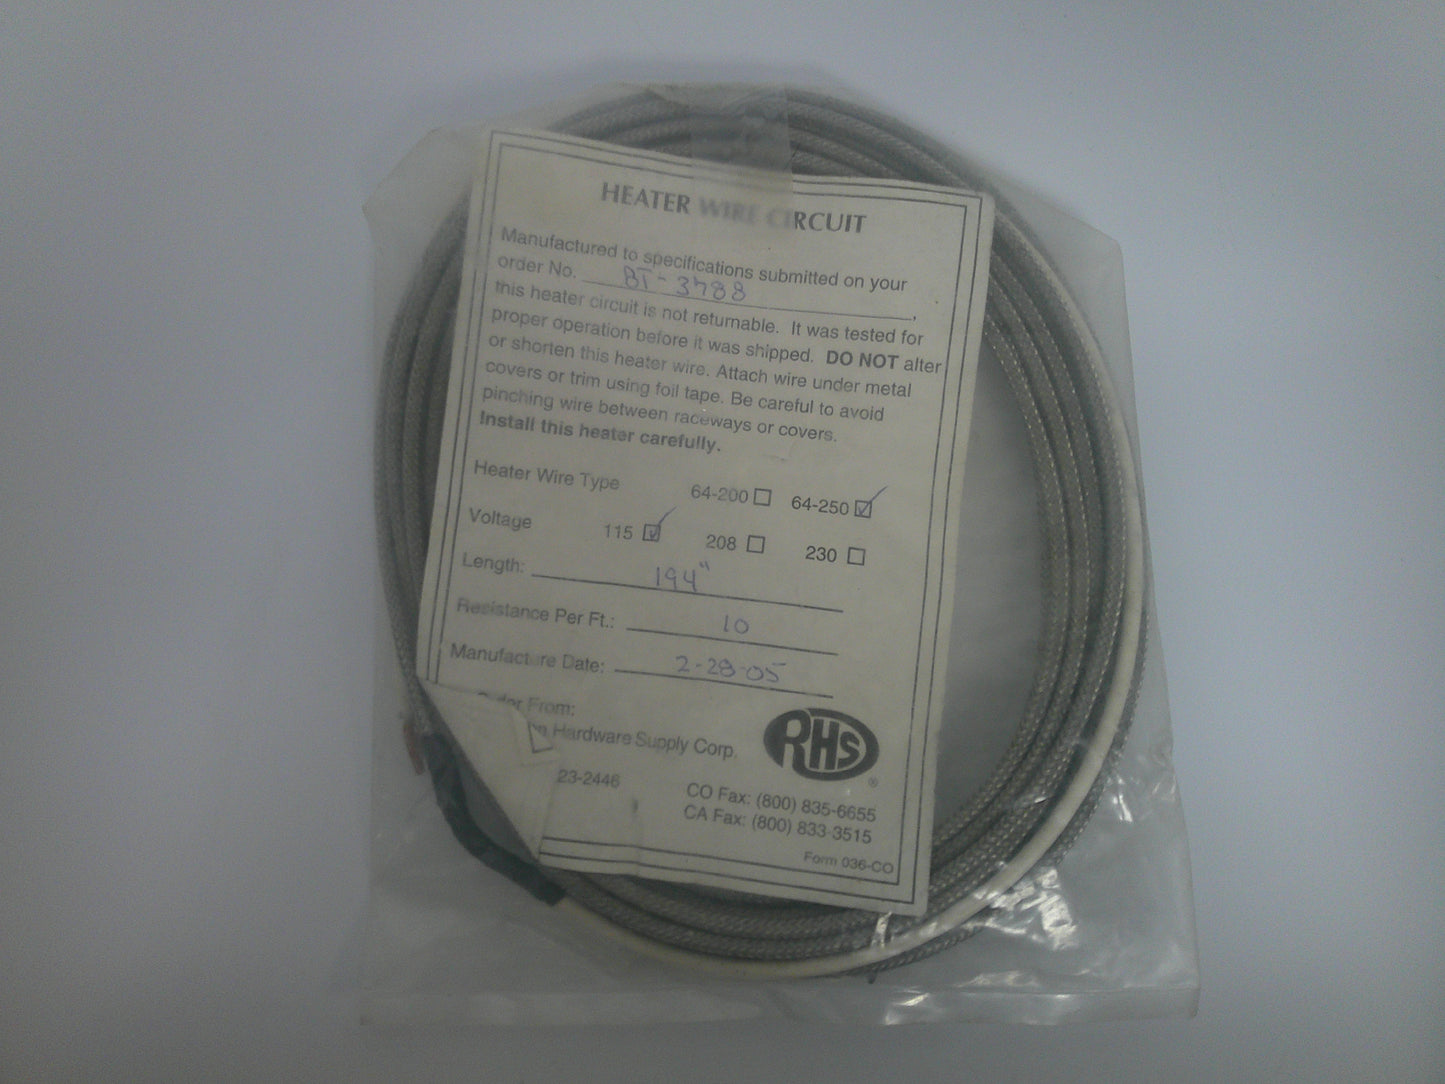 HEATER WIRE CIRCUIT
Manufactured to specifications submitted on your
order No. 8T-3788,
this heater circuit is not returnable. It was tested for
proper operation before it was shipped. DO NOT alter
or shorten this heater wire. Attach wire under metal
covers or trim using foil tape. Be careful to avoid
pinching wire between raceways or covers.
Install this heater carefully.
Heater Wire Type 64-200 64-250
Voltage 115 208 230
Length: 194"
Resistance Per Ft.: 10
Manufacture Date: 2-28-05
From:
Hardware Supply Corp.
RHS ®
23-2446
CO Fax: (800) 835-6655
CA Fax: (800) 833-3515
Form 036-CO